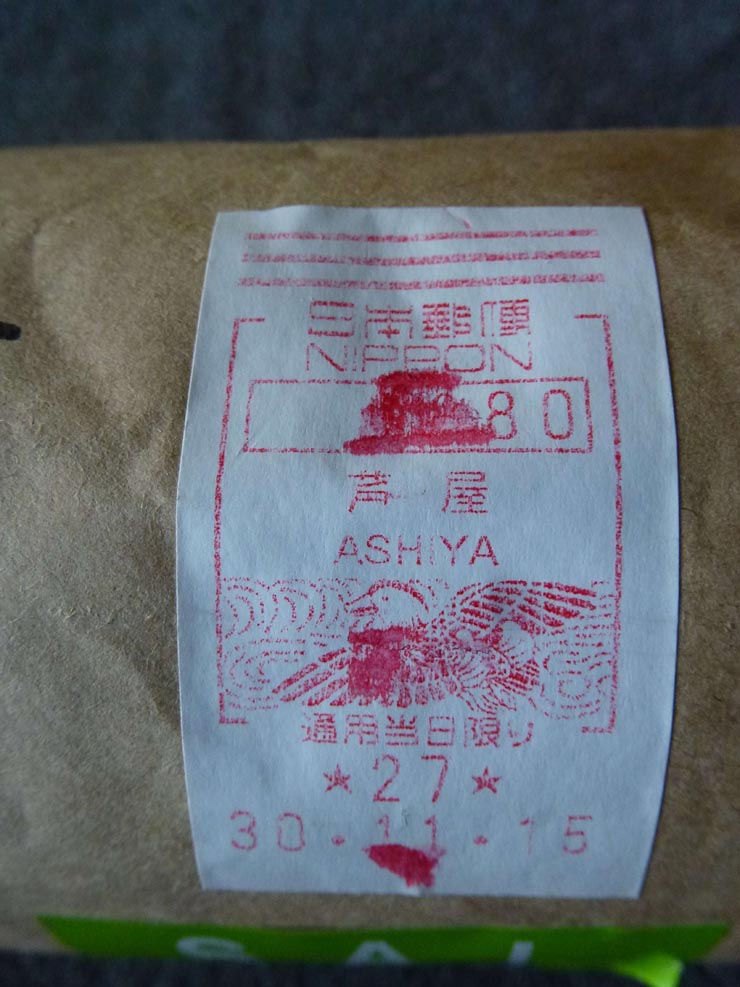 日本郵便
NIPPON
80
芦屋
ASHIYA
通用当日限り
★27★
30・11・15
SAL